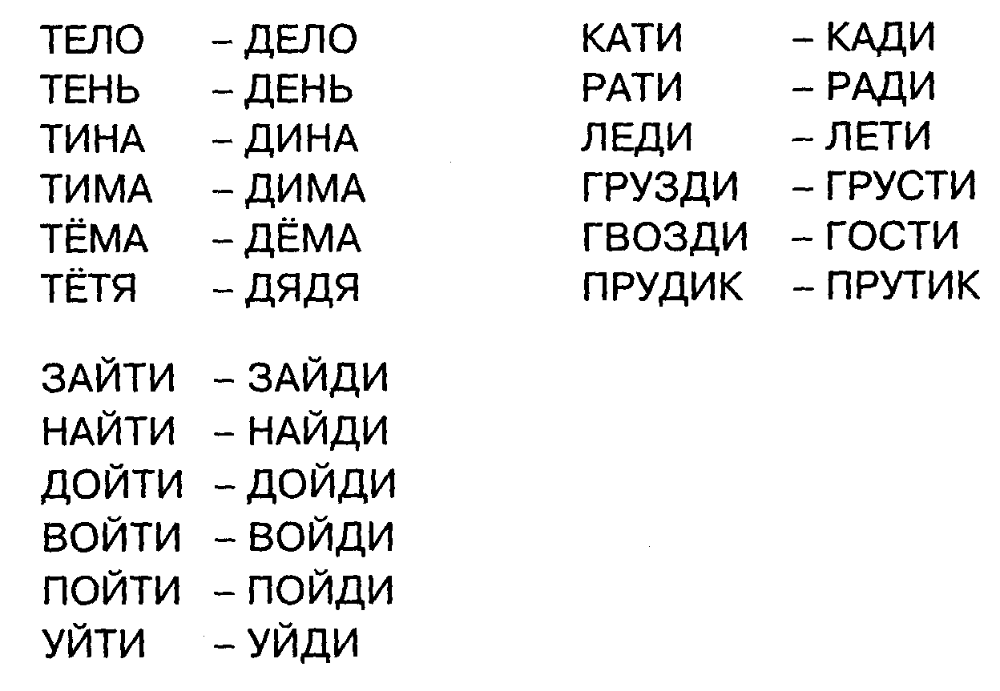 ТЕЛО – ДЕЛО
ТЕНЬ – ДЕНЬ
ТИНА – ДИНА
ТИМА – ДИМА
ТЁМА – ДЁМА
ТЁТЯ – ДЯДЯ
КАТИ – КАДИ
РАТИ – РАДИ
ЛЕДИ – ЛЕТИ
ГРУЗДИ – ГРУСТИ
ГВОЗДИ – ГОСТИ
ПРУДИК – ПРУТИК
ЗАЙТИ – ЗАЙДИ
НАЙТИ – НАЙДИ
ДОЙТИ – ДОЙДИ
ВОЙТИ – ВОЙДИ
ПОЙТИ – ПОЙДИ
УЙТИ – УЙДИ